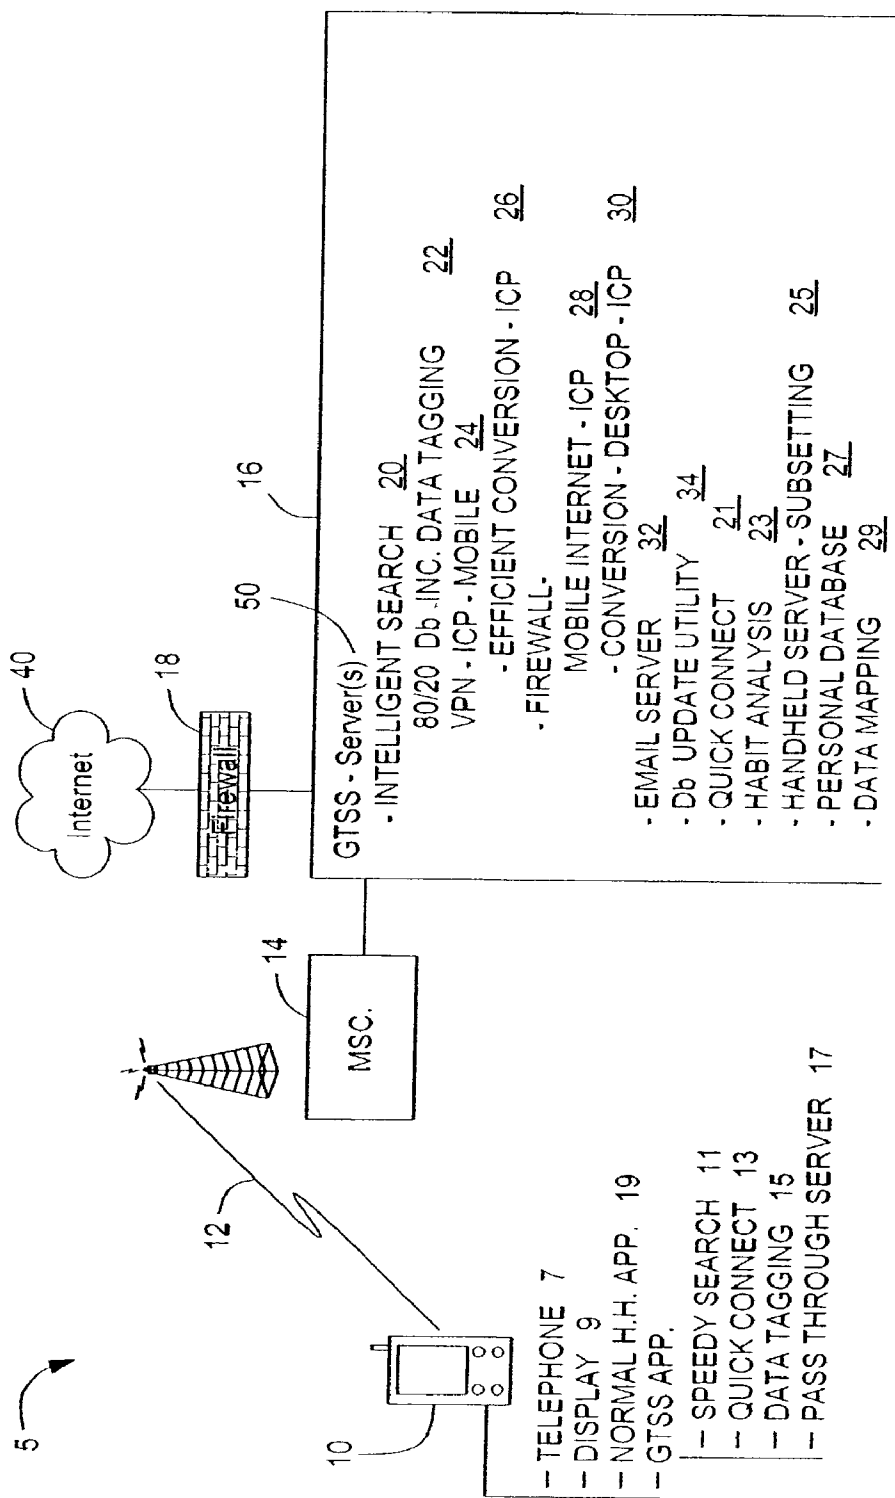 5
10
12
14
MSC.
40
Internet
18
Firewall
16
50
GTSS - Server(s)
- INTELLIGENT SEARCH 20
80/20 Db -INC. DATA TAGGING 22
VPN - ICP - MOBILE 24
- EFFICIENT CONVERSION - ICP 26
- FIREWALL-
MOBILE INTERNET - ICP 28
- CONVERSION - DESKTOP - ICP 30
- EMAIL SERVER 32
- Db UPDATE UTILITY 34
- QUICK CONNECT 21
- HABIT ANALYSIS 23
- HANDHELD SERVER - SUBSETTING 25
- PERSONAL DATABASE 27
- DATA MAPPING 29
— TELEPHONE 7
— DISPLAY 9
— NORMAL H.H. APP. 19
— GTSS APP.
— SPEEDY SEARCH 11
— QUICK CONNECT 13
— DATA TAGGING 15
— PASS THROUGH SERVER 17